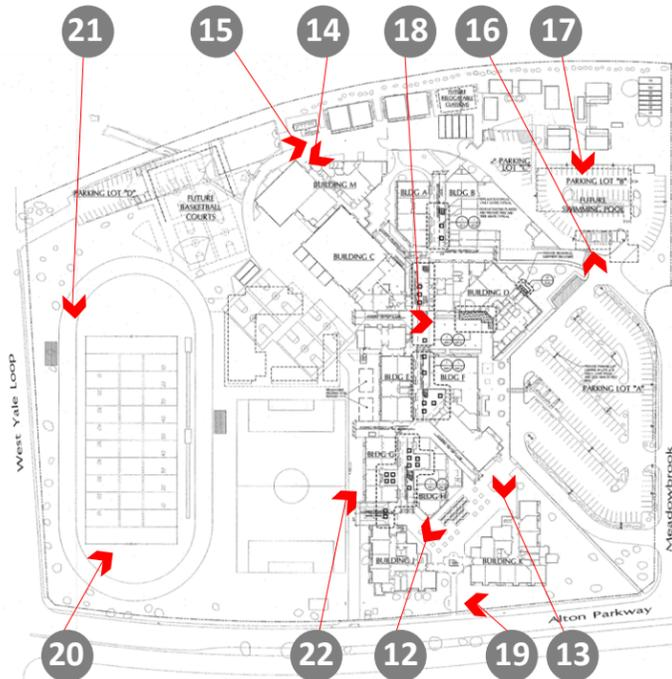 21
15
14
18
16
17
FUTURE
RELOCATABLE
PARKING LOT "D"
FUTURE
BASKETBALL
COURTS
BUILDING M
BLDG A
BLDG B
PARKING
LOT "C"
PARKING LOT "B"
FUTURE
SWIMMING POOL
BUILDING C
BUILDING D
PARKING LOT "A"
BLDG E
BLDG F
BLDG G
BLDG H
BUILDING J
BUILDING K
West Yale Loop
Meadowbrook
Alton Parkway
20
22
12
19
13